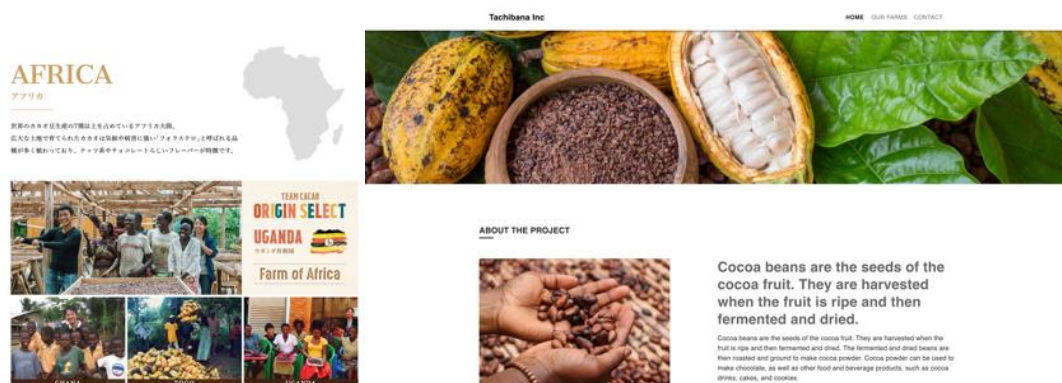 AFRICA
アフリカ
世界のカカオ豆生産の7割以上を占めているアフリカ大陸。
広大な土地で育てられたカカオは気候や病害に強い「フォラステロ」と呼ばれる品
種が多く植わっており、ナッツ系やチョコレートらしいフレーバーが特徴です。
TEAM CACAO
ORIGIN SELECT
UGANDA
ウガンダ共和国
Farm of Africa
GHANA
TOGO
UGANDA
Tachibana Inc
HOME OUR FARMS CONTACT
ABOUT THE PROJECT
Cocoa beans are the seeds of the
cocoa fruit. They are harvested
when the fruit is ripe and then
fermented and dried.
Cocoa beans are the seeds of the cocoa fruit. They are harvested when the
fruit is ripe and then fermented and dried. The fermented and dried beans are
then roasted and ground to make cocoa powder. Cocoa powder can be used to
make chocolate, as well as other food and beverage products, such as cocoa
drinks, cakes, and cookies.